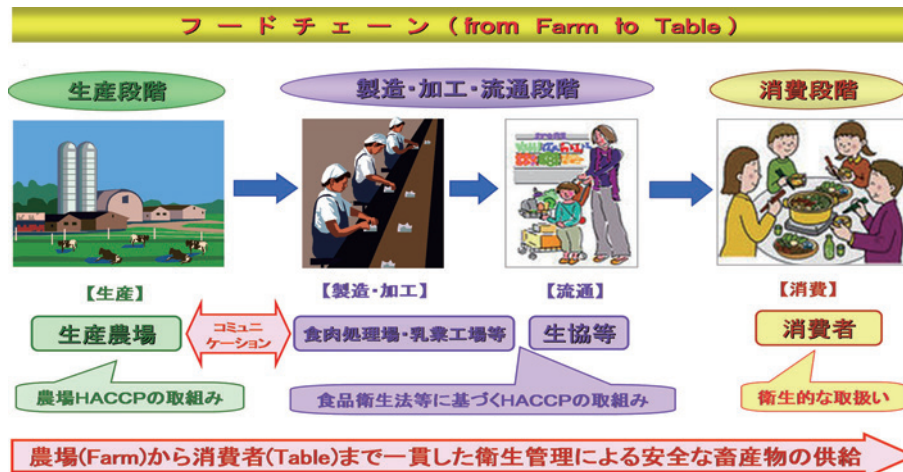 フードチェーン(from Farm to Table)
生産段階
製造・加工・流通段階
消費段階
【生産】
【製造・加工】
【流通】
【消費】
生産農場
コミュニ
ケーション
食肉処理場・乳業工場等
生協等
消費者
農場HACCPの取組み
食品衛生法等に基づくHACCPの取組み
衛生的な取扱い
農場(Farm)から消費者(Table)まで一貫した衛生管理による安全な畜産物の供給